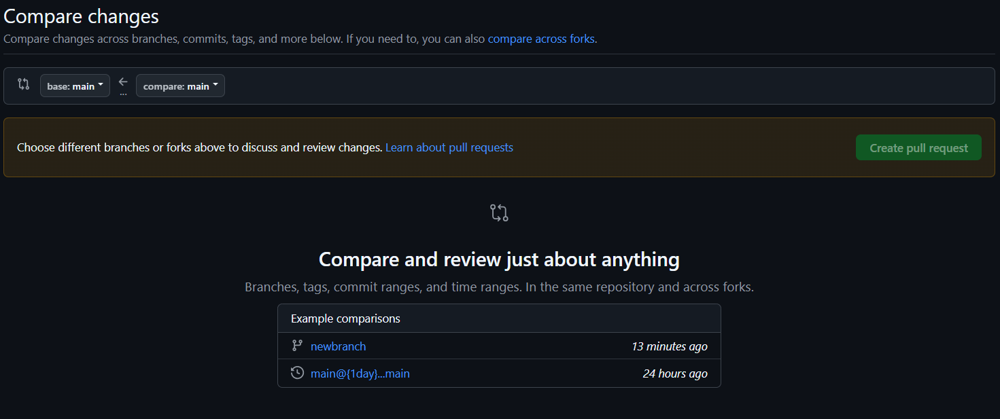 Compare changes
Compare changes across branches, commits, tags, and more below. If you need to, you can also compare across forks.
base: main
...
compare: main
Choose different branches or forks above to discuss and review changes. Learn about pull requests
Create pull request
Compare and review just about anything
Branches, tags, commit ranges, and time ranges. In the same repository and across forks.
Example comparisons
newbranch 13 minutes ago
main@{1day}...main 24 hours ago